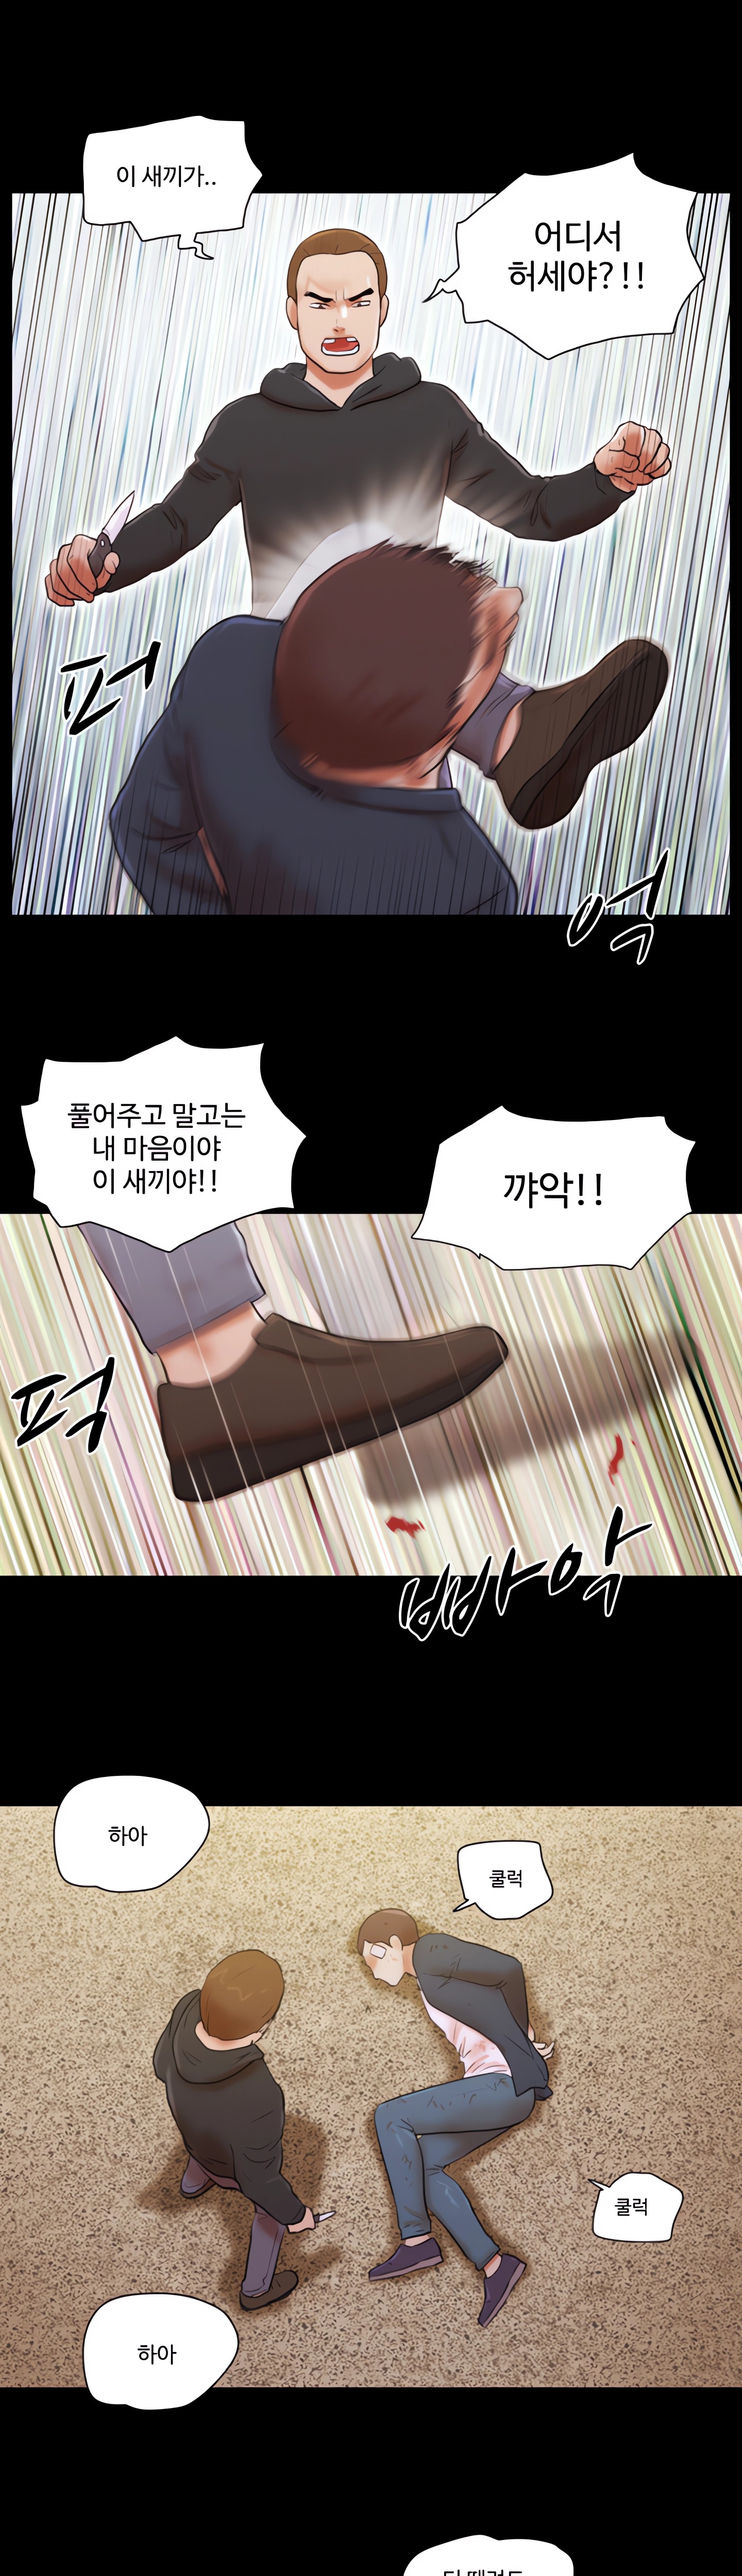 이 새끼가..
어디서
허세야?!!
퍼
억
풀어주고 말고는
내 마음이야
이 새끼야!!
꺄악!!
퍽
빠악
하아
쿨럭
쿨럭
하아